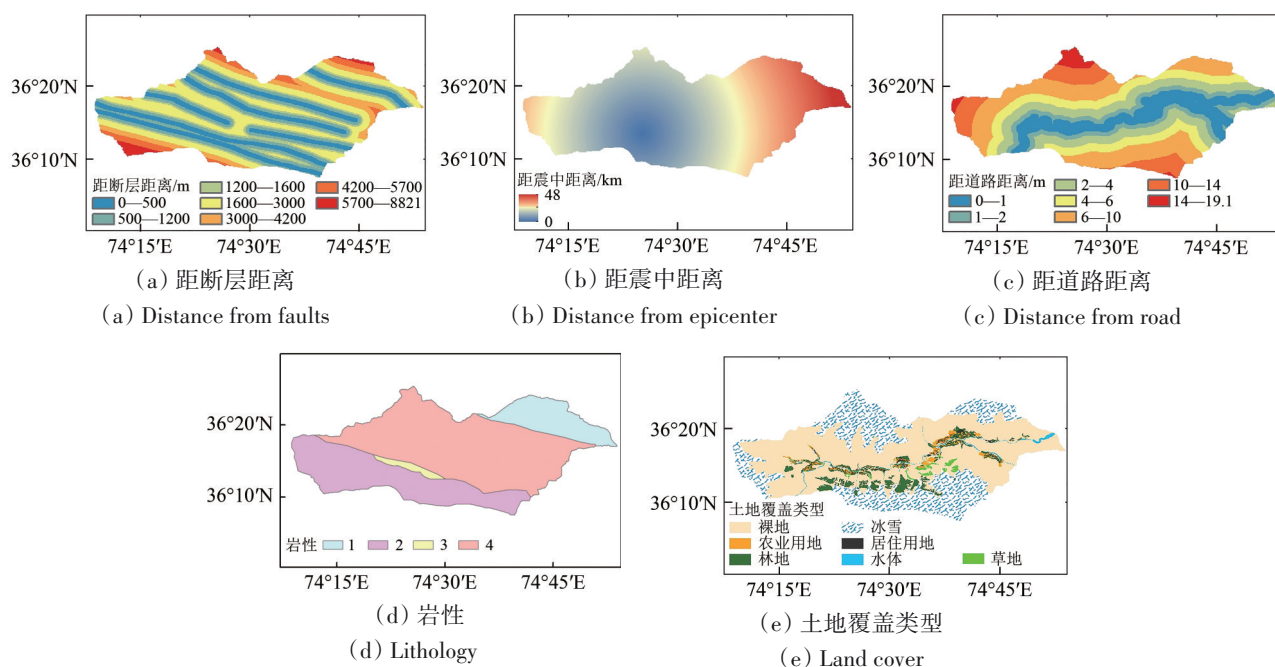 36°20′N
36°10′N
距断层距离/m
0—500
500—1200
1200—1600
1600—3000
3000—4200
4200—5700
5700—8821
74°15′E 74°30′E 74°45′E
(a) 距断层距离
(a) Distance from faults
36°20′N
36°10′N
距震中距离/km
48
0
74°15′E 74°30′E 74°45′E
(b) 距震中距离
(b) Distance from epicenter
36°20′N
36°10′N
距道路距离/m
0—1
1—2
2—4
4—6
6—10
10—14
14—19.1
74°15′E 74°30′E 74°45′E
(c) 距道路距离
(c) Distance from road
36°20′N
36°10′N
岩性 1 2 3 4
74°15′E 74°30′E 74°45′E
(d) 岩性
(d) Lithology
36°20′N
36°10′N
土地覆盖类型
裸地 冰雪
农业用地 居住用地
林地 水体 草地
74°15′E 74°30′E 74°45′E
(e) 土地覆盖类型
(e) Land cover